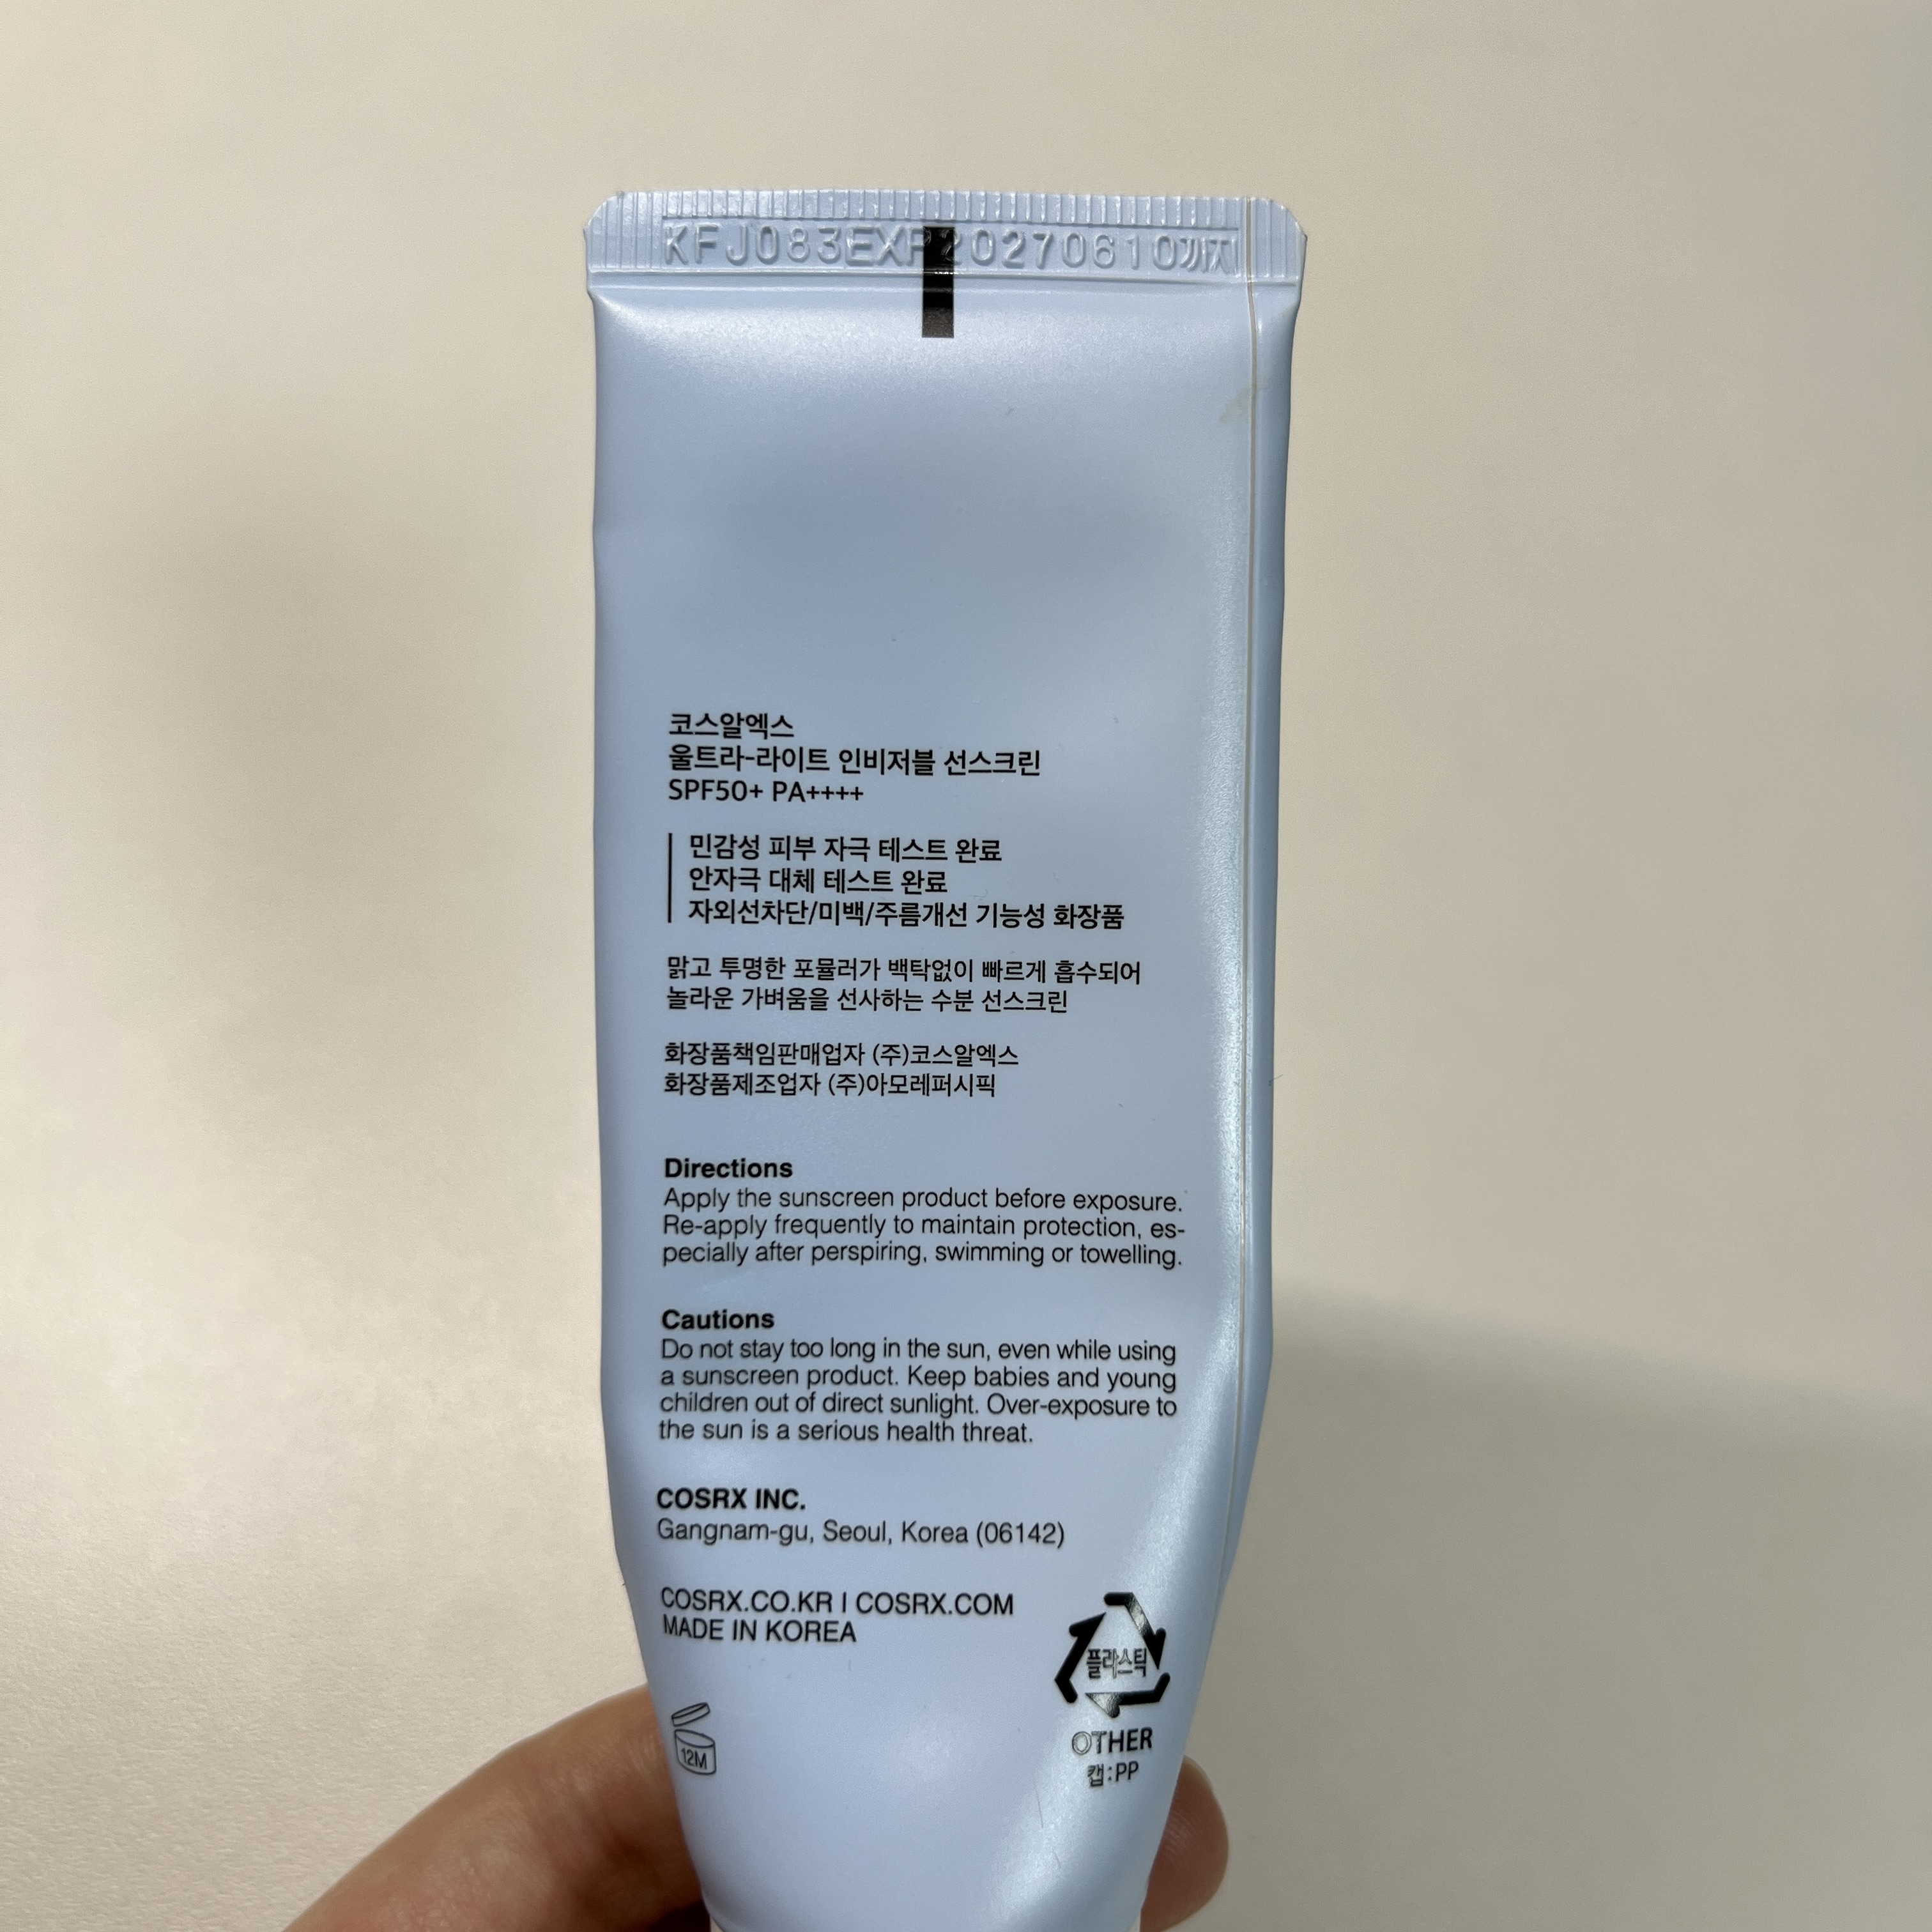 KFJ083EXP20270610까지
코스알엑스
울트라-라이트 인비저블 선스크린
SPF50+ PA++++
민감성 피부 자극 테스트 완료
안자극 대체 테스트 완료
자외선차단/미백/주름개선 기능성 화장품
맑고 투명한 포뮬러가 백탁없이 빠르게 흡수되어
놀라운 가벼움을 선사하는 수분 선스크린
화장품책임판매업자 (주)코스알엑스
화장품제조업자 (주)아모레퍼시픽
Directions
Apply the sunscreen product before exposure.
Re-apply frequently to maintain protection, es-
pecially after perspiring, swimming or towelling.
Cautions
Do not stay too long in the sun, even while using
a sunscreen product. Keep babies and young
children out of direct sunlight. Over-exposure to
the sun is a serious health threat.
COSRX INC.
Gangnam-gu, Seoul, Korea (06142)
COSRX.CO.KR | COSRX.COM
MADE IN KOREA
플라스틱
OTHER
캡:PP
12M